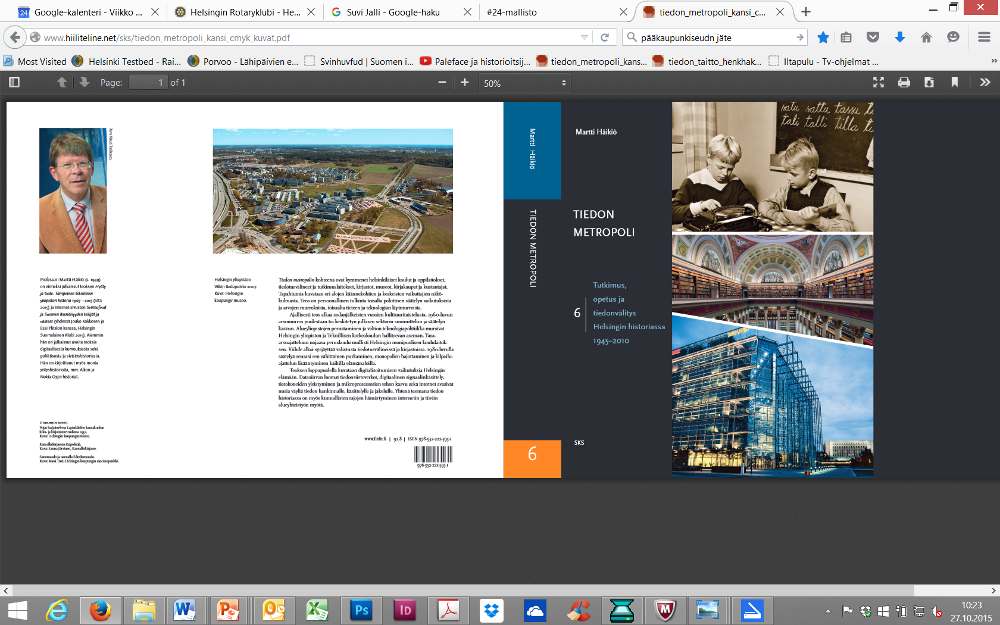 24 Google-kalenteri - Viikko ...
Helsingin Rotaryklubi - He...
Suvi Jalli - Google-haku
#24-mallisto
tiedon_metropoli_kansi_c...
www.hiiliteline.net/sks/tiedon_metropoli_kansi_cmyk_kuvat.pdf
pääkaupunkiseudn jäte
Most Visited
Helsinki Testbed - Rai...
Porvoo - Lähipäivien e...
Svinhuvfud | Suomen i...
Paleface ja historioitsij...
tiedon_metropoli_kans...
tiedon_taitto_henkhak...
Iltapulu - Tv-ohjelmat ...
Page: 1 of 1
50%
Kuva Mauri Ratilainen.
Professori Martti Häikiö (s. 1949)
on viimeksi julkaissut teoksen Hyöty
ja tiede. Tampereen teknillisen
yliopiston historia 1965—2015 (SKS
2015) ja internet-sivuston Svinhufvud
ja Suomen itsenäisyyden tekijät ja
vaiheet (yhdessä Jouko Kokkosen ja
Essi Ylitalon kanssa, Helsingin
Suomalainen Klubi 2015). Aiemmin
hän on julkaissut useita teoksia
digitaalisesta kumouksesta sekä
poliittisesta ja sivistyshistoriasta.
Hän on kirjoittanut myös monia
yrityshistorioita, mm. Alkon ja
Nokia Oyj:n historiat.
ETUKANNEN KUVAT:
Pojat harjoittelevat Lapinlahden kansakoulun
luku- ja kirjoitusneuvolassa 1952.
Kuva: Helsingin kaupunginmuseo.
Kansalliskirjaston Kupolisali.
Kuva: Sanna Järvinen, Kansalliskirjasto.
Sanomatalo ja taustalla Eduskuntatalo.
Kuva: Mauri Tirri, Helsingin kaupungin aineistopankki.
Helsingin yliopiston
Viikin tiedepuisto 2007.
Kuva: Helsingin
kaupunginmuseo.
Tiedon metropolin kohteena ovat kymmenet helsinkiläiset koulut ja oppilaitokset,
tiedotusvälineet ja tutkimuslaitokset, kirjastot, museot, kirjakaupat ja kustantajat.
Tapahtumia kuvataan eri alojen käännekohtien ja keskeisten vaikuttajien näkö-
kulmasta. Teos on persoonallinen tulkinta toisalta poliittisen säätelyn vaikutuksista
ja arvojen murroksista, toisaalta tieteen ja teknologian läpimurroista.
Ajallisesti teos alkaa sodanjälkeisten vuosien kulttuuritaistelusta. 1960-luvun
arvomurros puolestaan toi keskitetyn julkisen sektorin suunnittelun ja säätelyn
kasvun. Alueyliopistojen perustaminen ja valtion teknologiapolitiikka mursivat
Helsingin yliopiston ja Teknillisen korkeakoulun hallitsevan aseman. Tasa-
arvoajatteluun nojaava peruskoulu mullisti Helsingin monipuolisen koululaitok-
sen. Viihde alkoi syrjäyttää valistusta tiedotusvälineissä ja kirjastoissa. 1980-luvulla
säätelyä seurasi sen vähittäinen purkaminen, monopolien hajottaminen ja kilpailu-
ajattelun lisääntyminen kaikilla elämänaloilla.
Teoksen loppupuolella kuvataan digitalisoitumisen vaikutuksia Helsingin
elämään. Datasiirron luomat tiedonsiirtoverkot, digitaalinen signaalinkäsittely,
tietokoneiden yleistyminen ja mikroprosessorien tehon kasvu sekä internet avasivat
uusia väyliä tiedon hankinnalle, käsittelylle ja jakelulle. Yhtenä teemana tiedon
historiassa on myös kunnallisten rajojen hämärtyminen internetin ja tiiviin
alueyhteistyön myötä.
www.finlit.fi | 92.8 | ISBN 978-952-222-593-1
978-952-222-593-1
Martti Häikiö
TIEDON METROPOLI
6
Martti Häikiö
TIEDON
METROPOLI
6
Tutkimus,
opetus ja
tiedonvälitys
Helsingin historiassa
1945–2010
SKS
satu sattu tassu
tali talli tilla
10:23
27.10.2015